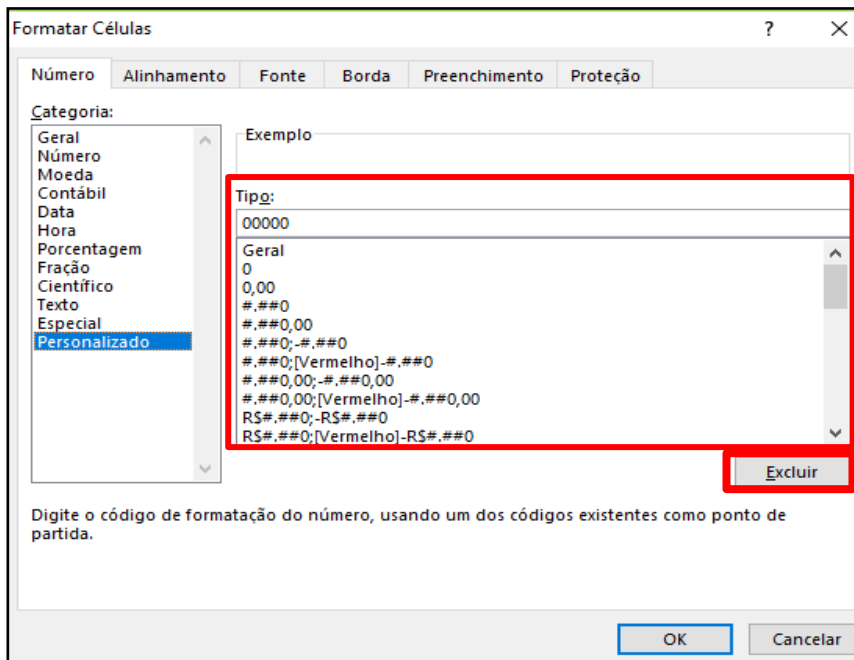 Formatar Células
?
Número
Alinhamento
Fonte
Borda
Preenchimento
Proteção
Categoria:
Geral
Número
Moeda
Contábil
Data
Hora
Porcentagem
Fração
Científico
Texto
Especial
Personalizado
Exemplo
Tipo:
00000
Geral
0
0,00
#.##0
#.##0,00
#.##0;-#.##0
#.##0;[Vermelho]-#.##0
#.##0,00;-#.##0,00
#.##0,00;[Vermelho]-#.##0,00
R$#.##0;-R$#.##0
R$#.##0;[Vermelho]-R$#.##0
Excluir
Digite o código de formatação do número, usando um dos códigos existentes como ponto de
partida.
OK
Cancelar